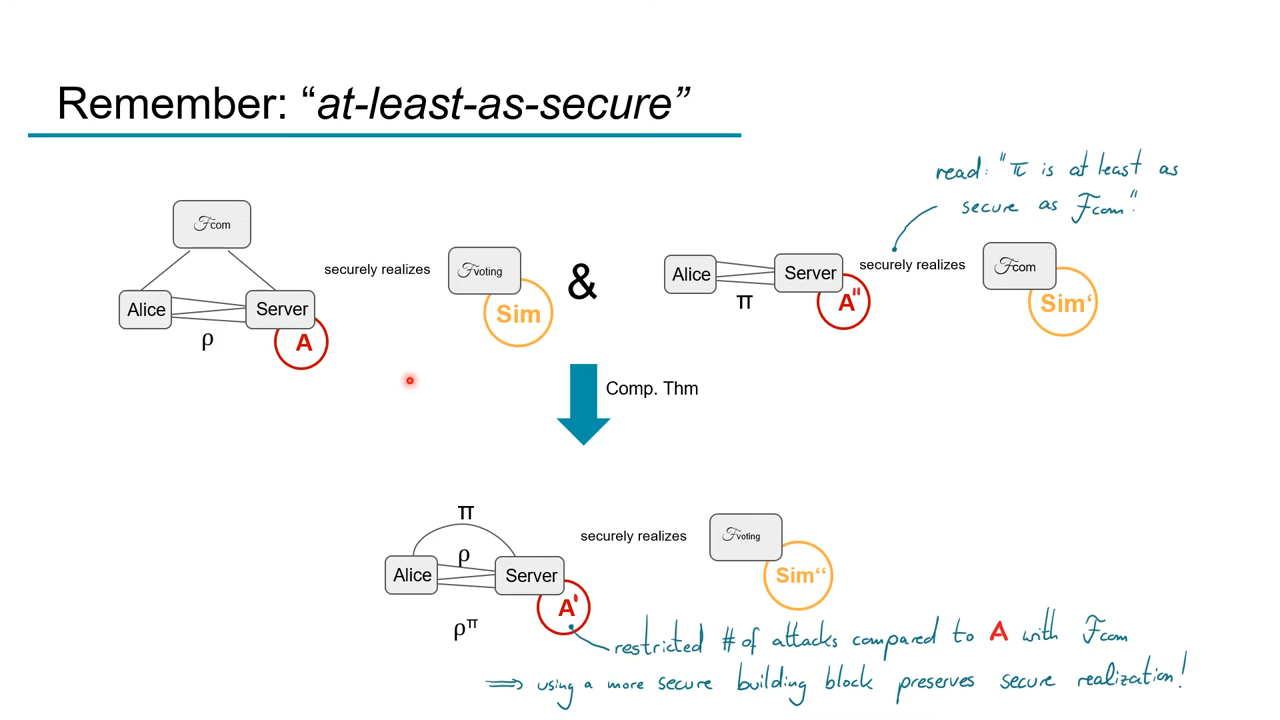 Remember: “at-least-as-secure”
read: "π is at least as
secure as Fcom".
Fcom
Alice
Server
ρ
A
securely realizes
Fvoting
Sim
&
Alice
Server
π
A"
securely realizes
Fcom
Sim‘
Comp. Thm
π
ρ
Alice
Server
ρπ
A'
securely realizes
Fvoting
Sim“
restricted # of attacks compared to A with Fcom
⟹ using a more secure building block preserves secure realization!